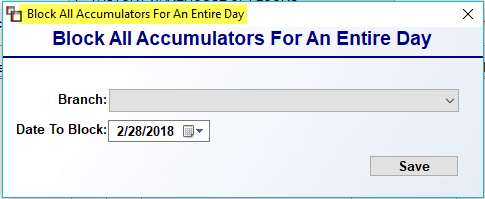 Block All Accumulators For An Entire Day
Block All Accumulators For An Entire Day
Branch:
Date To Block: 2/28/2018
Save